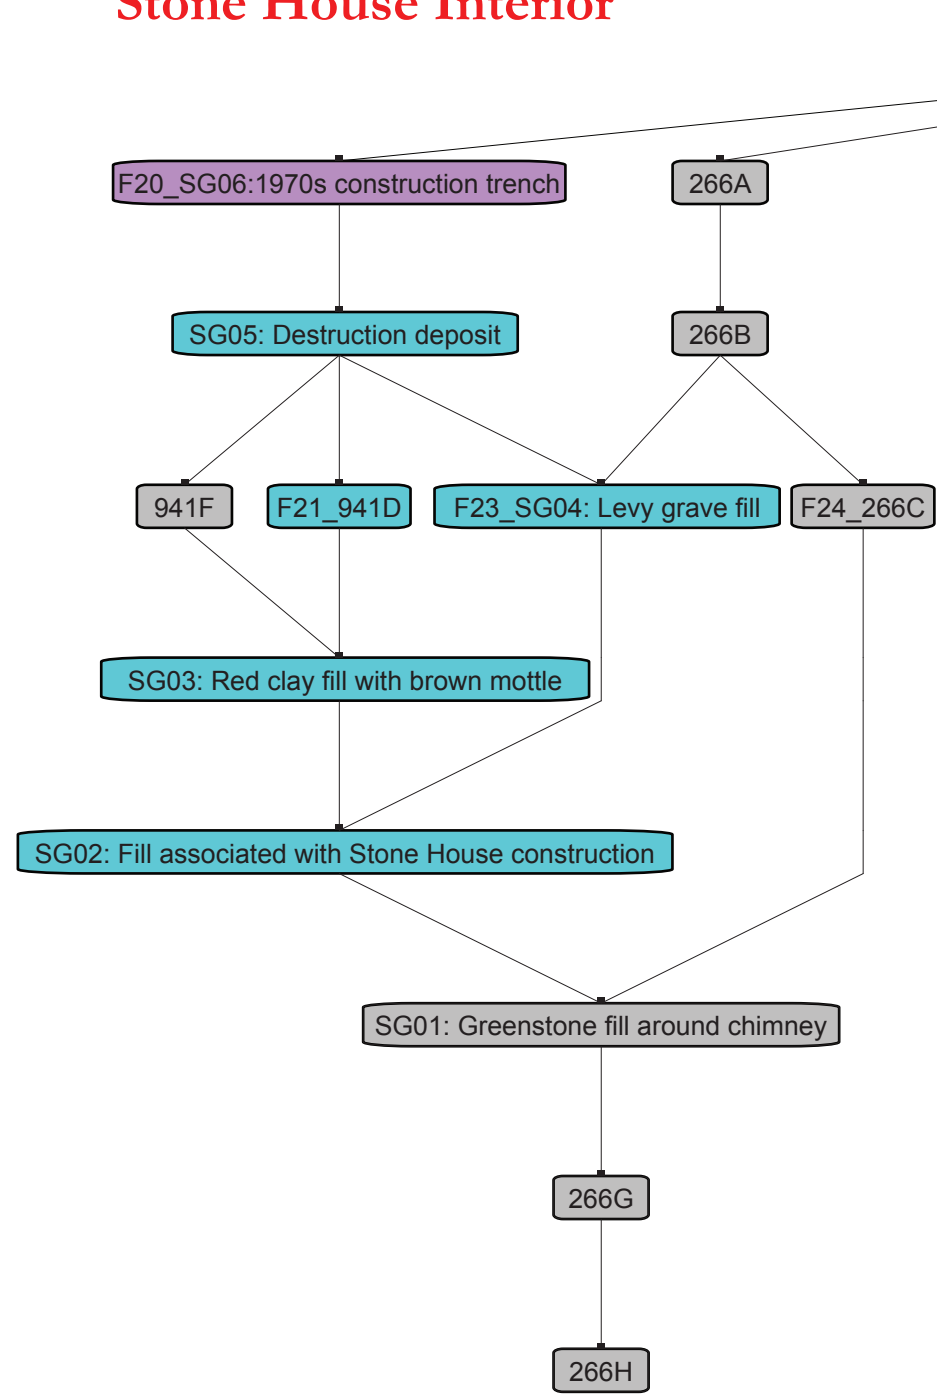 Stone House Interior
F20_SG06:1970s construction trench
266A
SG05: Destruction deposit
266B
941F
F21_941D
F23_SG04: Levy grave fill
F24_266C
SG03: Red clay fill with brown mottle
SG02: Fill associated with Stone House construction
SG01: Greenstone fill around chimney
266G
266H